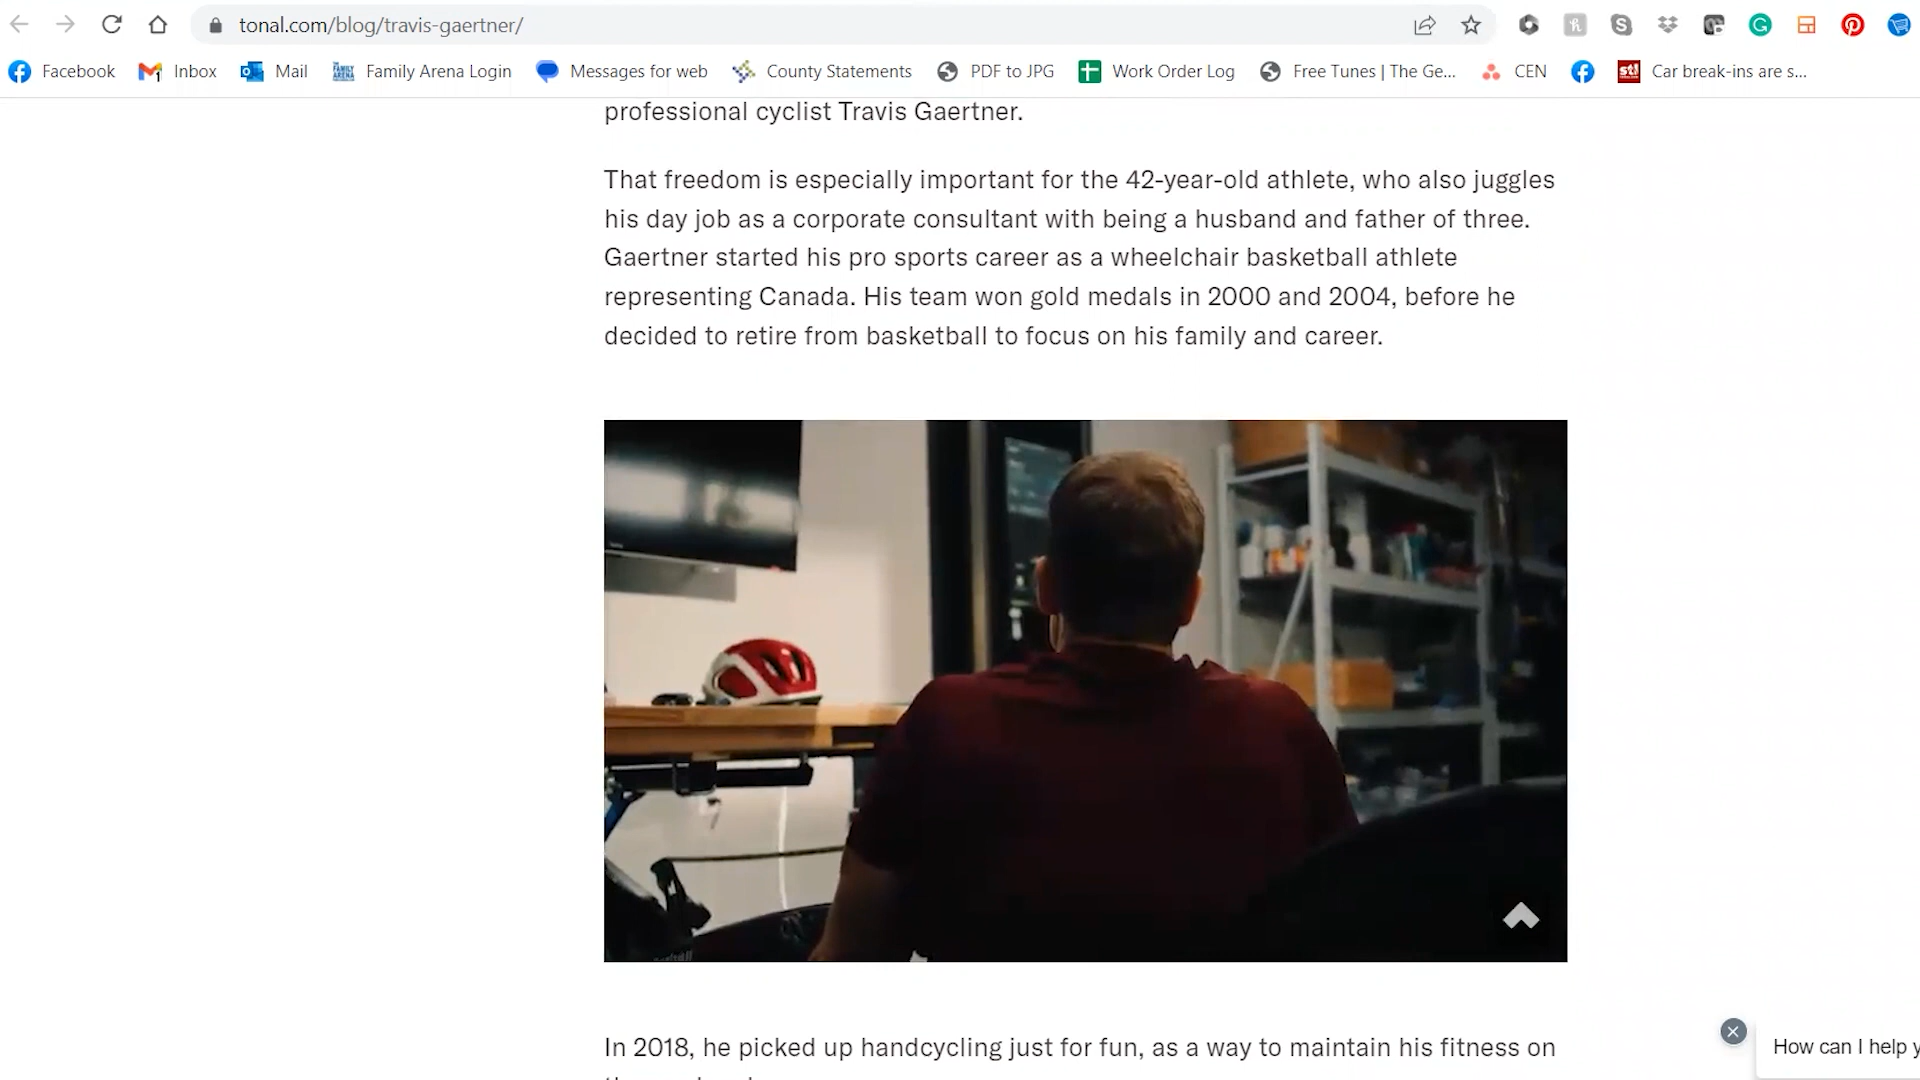 tonal.com/blog/travis-gaertner/
Facebook Inbox Mail Family Arena Login Messages for web County Statements PDF to JPG Work Order Log Free Tunes | The Ge... CEN Car break-ins are s...
professional cyclist Travis Gaertner.
That freedom is especially important for the 42-year-old athlete, who also juggles
his day job as a corporate consultant with being a husband and father of three.
Gaertner started his pro sports career as a wheelchair basketball athlete
representing Canada. His team won gold medals in 2000 and 2004, before he
decided to retire from basketball to focus on his family and career.
In 2018, he picked up handcycling just for fun, as a way to maintain his fitness on
How can I help y